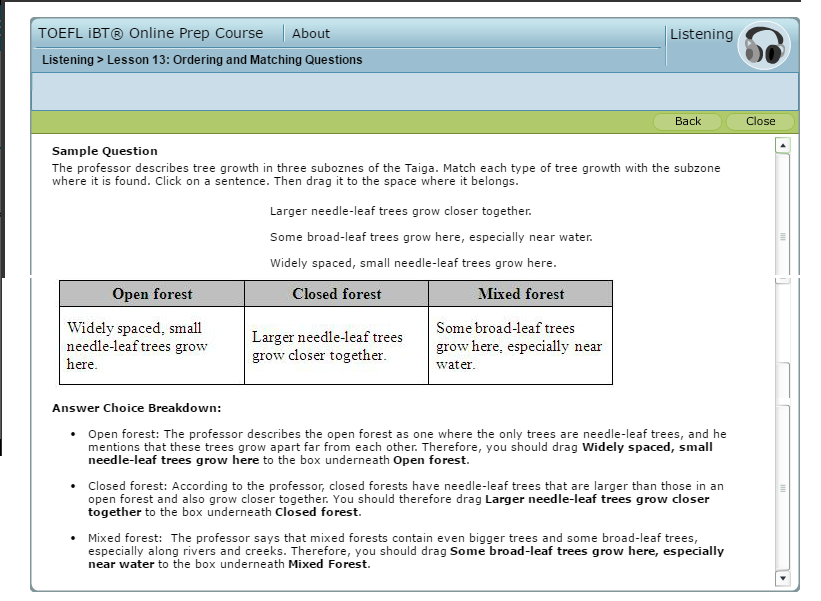 TOEFL iBT® Online Prep Course
About
Listening
Listening > Lesson 13: Ordering and Matching Questions
Back
Close
Sample Question
The professor describes tree growth in three suboznes of the Taiga. Match each type of tree growth with the subzone
where it is found. Click on a sentence. Then drag it to the space where it belongs.
Larger needle-leaf trees grow closer together.
Some broad-leaf trees grow here, especially near water.
Widely spaced, small needle-leaf trees grow here.
Open forest
Closed forest
Mixed forest
Widely spaced, small
needle-leaf trees grow
here.
Larger needle-leaf trees
grow closer together.
Some broad-leaf trees
grow here, especially near
water.
Answer Choice Breakdown:
• Open forest: The professor describes the open forest as one where the only trees are needle-leaf trees, and he
mentions that these trees grow apart far from each other. Therefore, you should drag Widely spaced, small
needle-leaf trees grow here to the box underneath Open forest.
• Closed forest: According to the professor, closed forests have needle-leaf trees that are larger than those in an
open forest and also grow closer together. You should therefore drag Larger needle-leaf trees grow closer
together to the box underneath Closed forest.
• Mixed forest: The professor says that mixed forests contain even bigger trees and some broad-leaf trees,
especially along rivers and creeks. Therefore, you should drag Some broad-leaf trees grow here, especially
near water to the box underneath Mixed Forest.